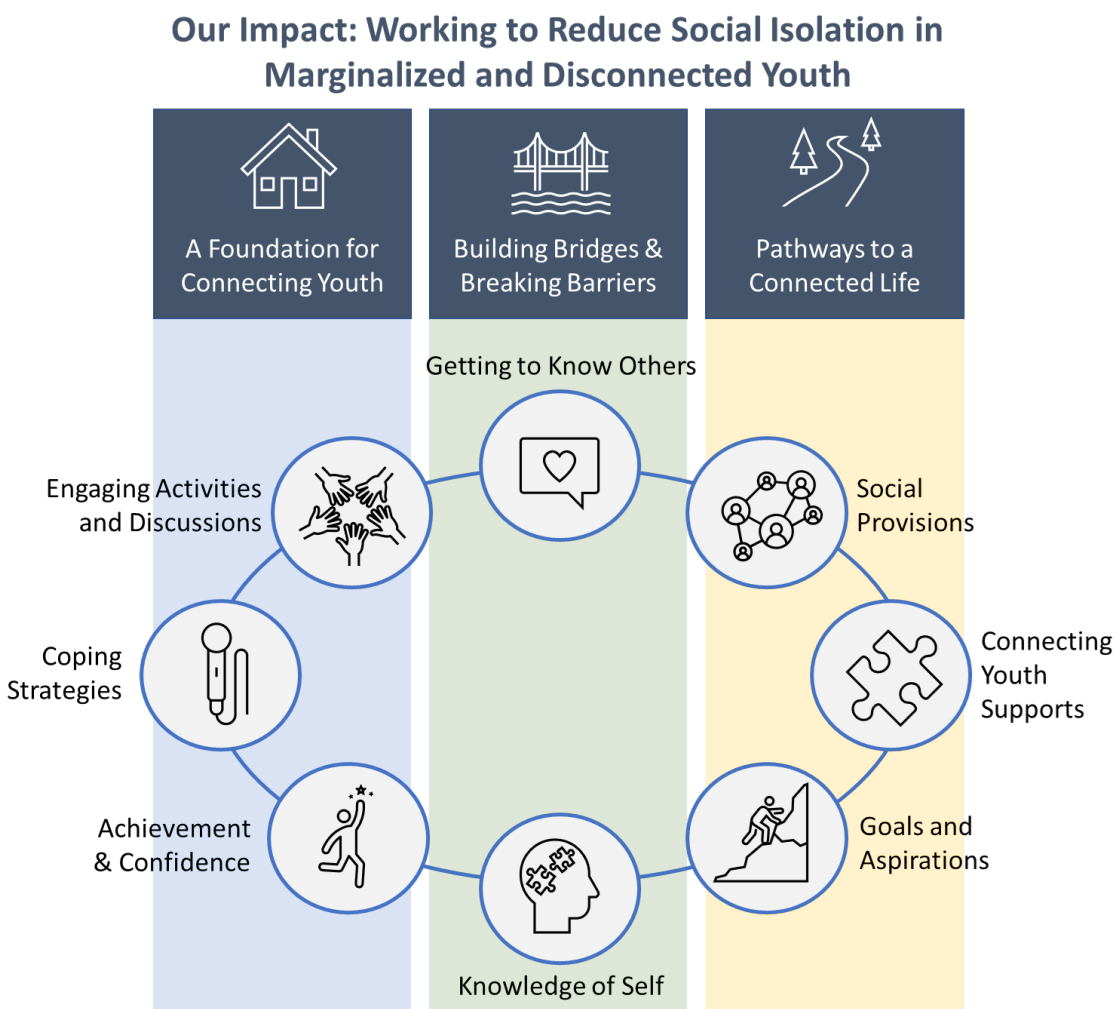 Our Impact: Working to Reduce Social Isolation in
Marginalized and Disconnected Youth
A Foundation for
Connecting Youth
Building Bridges &
Breaking Barriers
Pathways to a
Connected Life
Getting to Know Others
Engaging Activities
and Discussions
Social
Provisions
Coping
Strategies
Connecting
Youth
Supports
Achievement
& Confidence
Goals and
Aspirations
Knowledge of Self